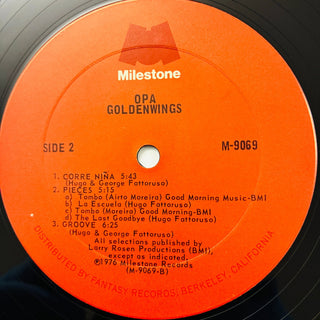 Milestone
OPA
GOLDENWINGS
SIDE 2
M-9069
1. CORRE NIÑA 5:43
(Hugo & George Fattoruso)
2. PIECES 5:15
a) Tombo (Airto Moreira) Good Morning Music-BMI
b) La Escuela (Hugo Fattoruso)
c) Tombo (Moreira) Good Morning-BMI
d) The Last Goodbye (Hugo Fattoruso)
3. GROOVE 6:25
(Hugo & George Fattoruso)
All selections published by
Larry Rosen Productions (BMI),
except as indicated.
℗1976 Milestone Records
(M-9069-B)
DISTRIBUTED BY FANTASY RECORDS, BERKELEY, CALIFORNIA